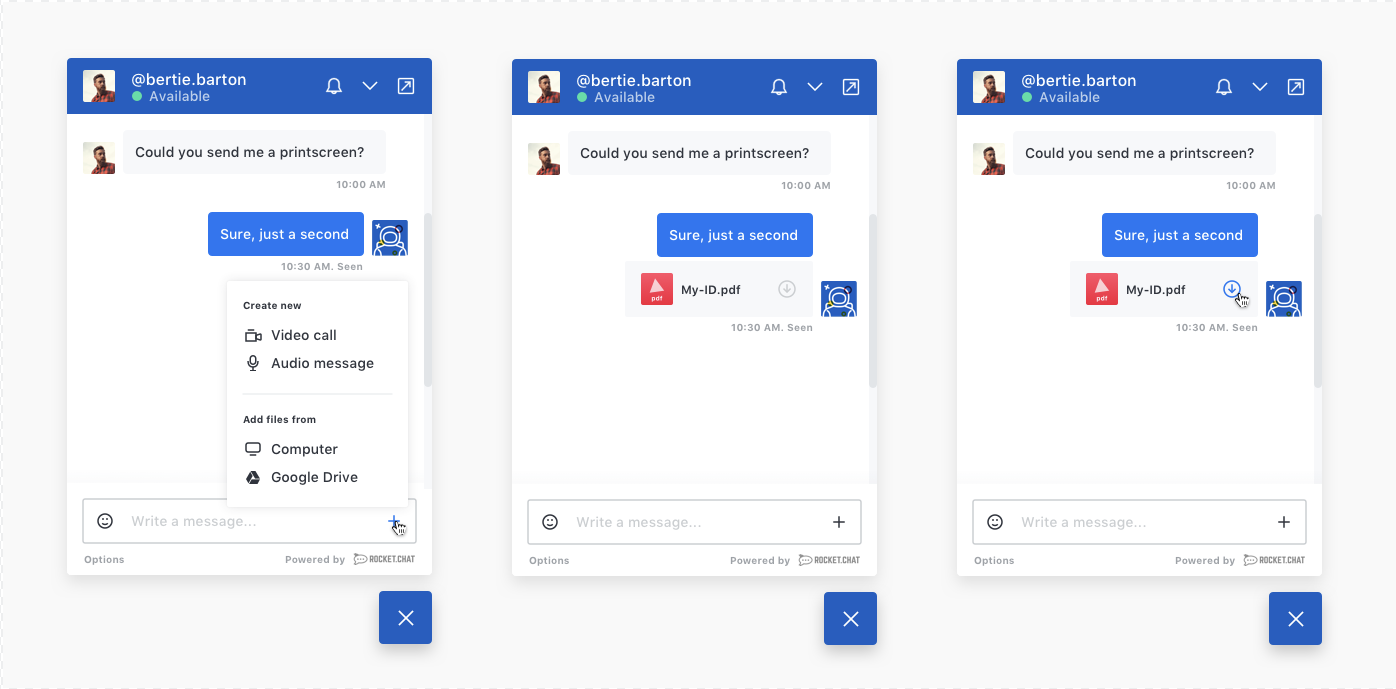 @bertie.barton
Available
Could you send me a printscreen?
10:00 AM
Sure, just a second
10:30 AM. Seen
Create new
Video call
Audio message
Add files from
Computer
Google Drive
Write a message...
Options
Powered by ROCKET.CHAT
@bertie.barton
Available
Could you send me a printscreen?
10:00 AM
Sure, just a second
pdf My-ID.pdf
10:30 AM. Seen
Write a message...
Options
Powered by ROCKET.CHAT
@bertie.barton
Available
Could you send me a printscreen?
10:00 AM
Sure, just a second
pdf My-ID.pdf
10:30 AM. Seen
Write a message...
Options
Powered by ROCKET.CHAT